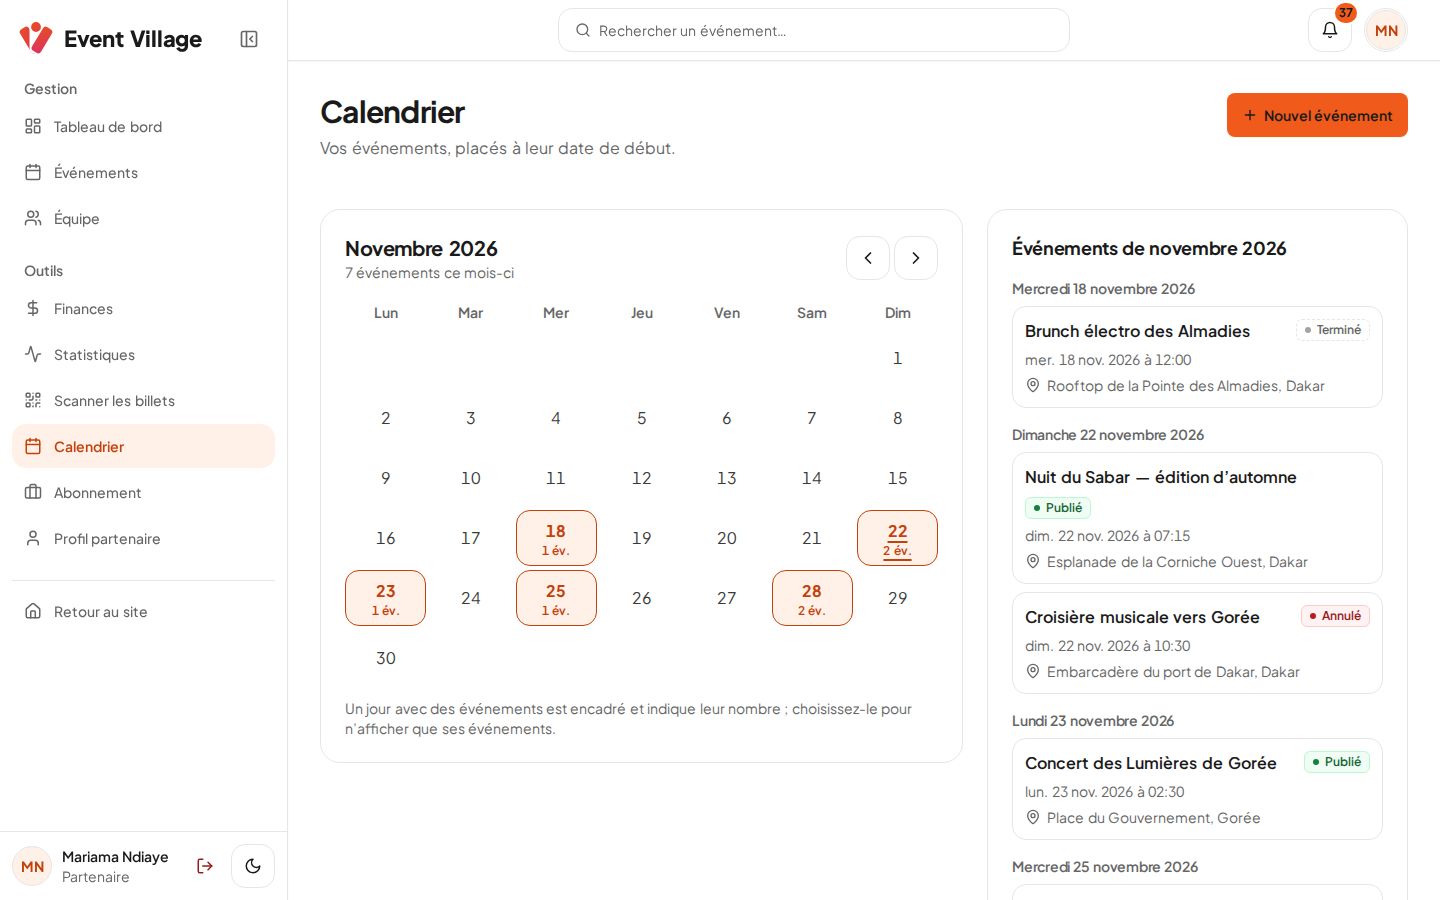 Event Village
Gestion
Tableau de bord
Événements
Équipe
Outils
Finances
Statistiques
Scanner les billets
Calendrier
Abonnement
Profil partenaire
Retour au site
MN
Mariama Ndiaye
Partenaire
Rechercher un événement...
37
MN
Calendrier
Vos événements, placés à leur date de début.
+ Nouvel événement
Novembre 2026
7 événements ce mois-ci
Lun Mar Mer Jeu Ven Sam Dim
1
2 3 4 5 6 7 8
9 10 11 12 13 14 15
16 17 18 19 20 21 22
1 év. 2 év.
23 24 25 26 27 28 29
1 év. 1 év. 2 év.
30
Un jour avec des événements est encadré et indique leur nombre ; choisissez-le pour
n’afficher que ses événements.
Événements de novembre 2026
Mercredi 18 novembre 2026
Brunch électro des Almadies
Terminé
mer. 18 nov. 2026 à 12:00
Rooftop de la Pointe des Almadies, Dakar
Dimanche 22 novembre 2026
Nuit du Sabar — édition d’automne
Publié
dim. 22 nov. 2026 à 07:15
Esplanade de la Corniche Ouest, Dakar
Croisière musicale vers Gorée
Annulé
dim. 22 nov. 2026 à 10:30
Embarcadère du port de Dakar, Dakar
Lundi 23 novembre 2026
Concert des Lumières de Gorée
Publié
lun. 23 nov. 2026 à 02:30
Place du Gouvernement, Gorée
Mercredi 25 novembre 2026